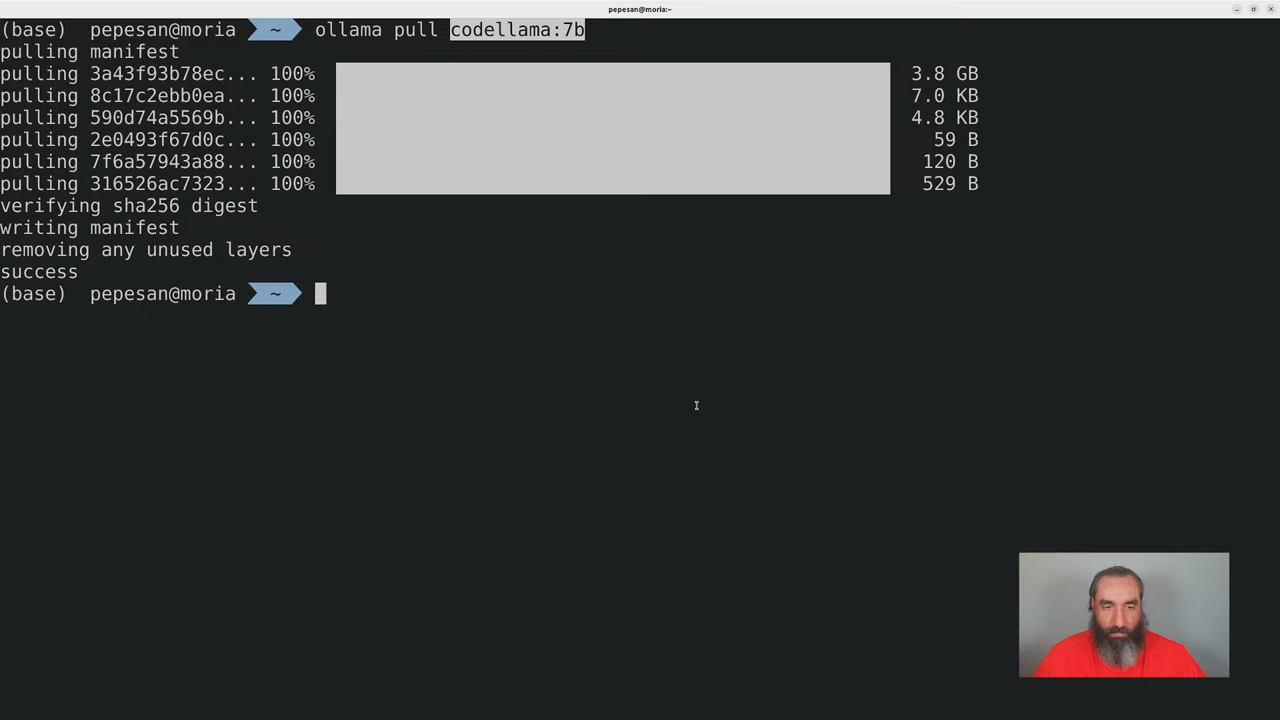 pepesan@moria:~
(base) pepesan@moria ~ ollama pull codellama:7b
pulling manifest
pulling 3a43f93b78ec... 100% 3.8 GB
pulling 8c17c2ebb0ea... 100% 7.0 KB
pulling 590d74a5569b... 100% 4.8 KB
pulling 2e0493f67d0c... 100% 59 B
pulling 7f6a57943a88... 100% 120 B
pulling 316526ac7323... 100% 529 B
verifying sha256 digest
writing manifest
removing any unused layers
success
(base) pepesan@moria ~